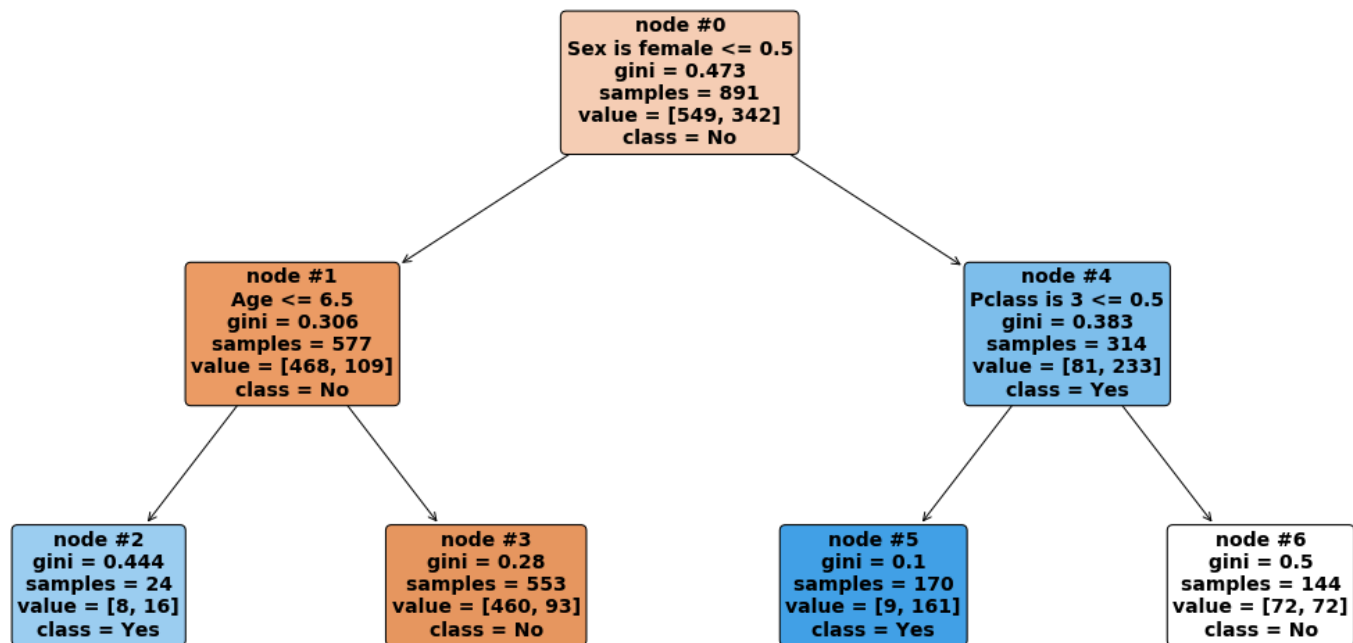 node #0
Sex is female <= 0.5
gini = 0.473
samples = 891
value = [549, 342]
class = No
node #1
Age <= 6.5
gini = 0.306
samples = 577
value = [468, 109]
class = No
node #4
Pclass is 3 <= 0.5
gini = 0.383
samples = 314
value = [81, 233]
class = Yes
node #2
gini = 0.444
samples = 24
value = [8, 16]
class = Yes
node #3
gini = 0.28
samples = 553
value = [460, 93]
class = No
node #5
gini = 0.1
samples = 170
value = [9, 161]
class = Yes
node #6
gini = 0.5
samples = 144
value = [72, 72]
class = No